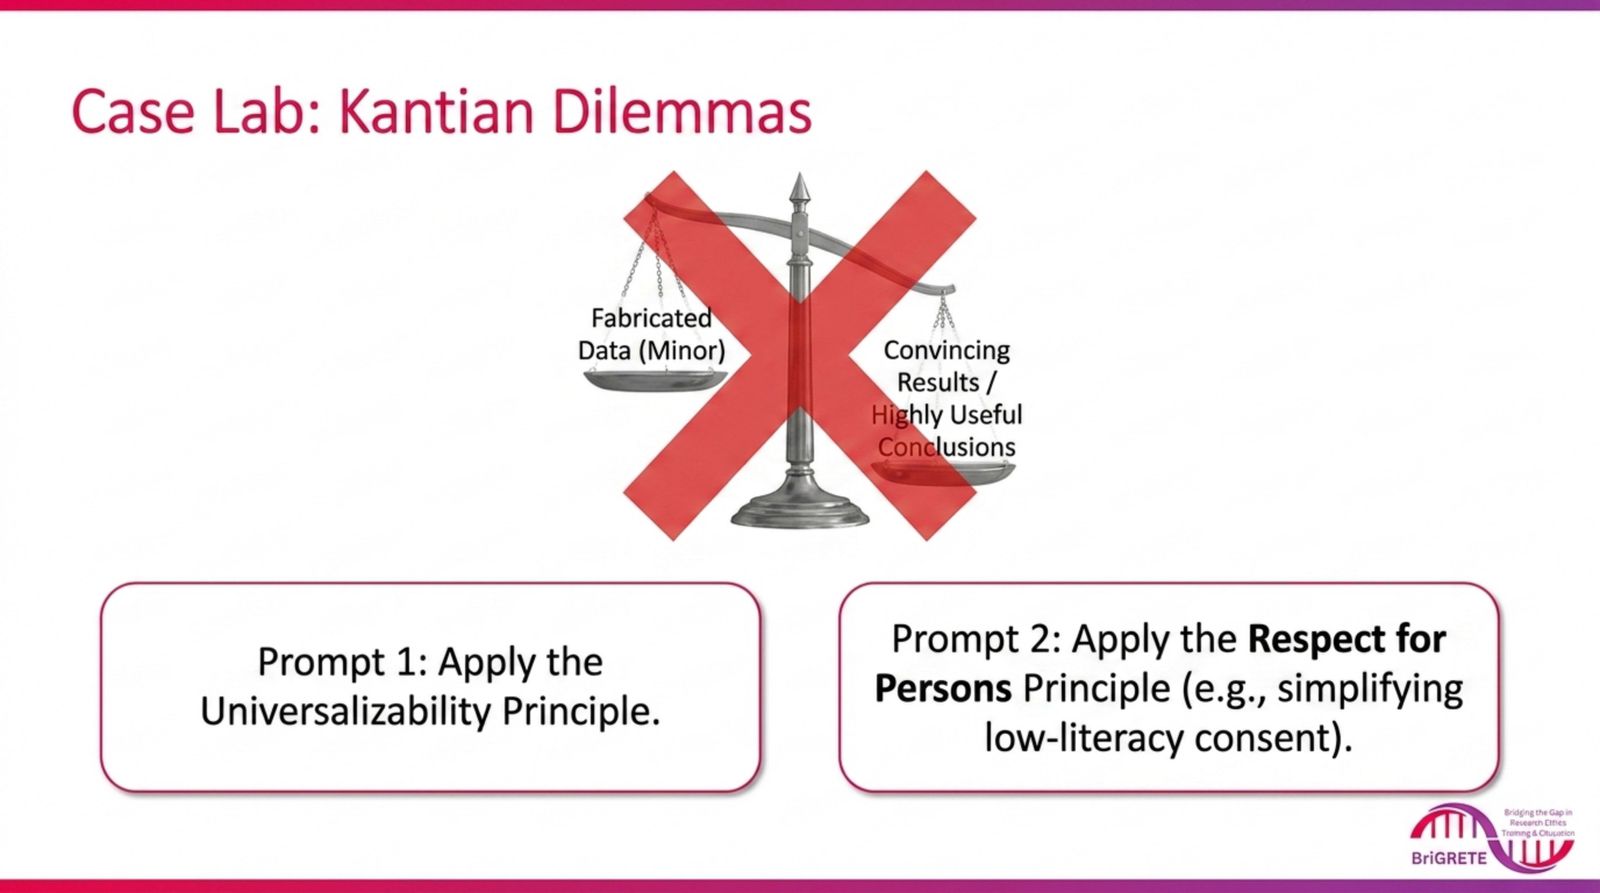 Case Lab: Kantian Dilemmas
Fabricated
Data (Minor)
Convincing
Results /
Highly Useful
Conclusions
Prompt 1: Apply the
Universalizability Principle.
Prompt 2: Apply the Respect for
Persons Principle (e.g., simplifying
low-literacy consent).
Bridging the Gap in
Research Ethics
Training &
BriGRETE